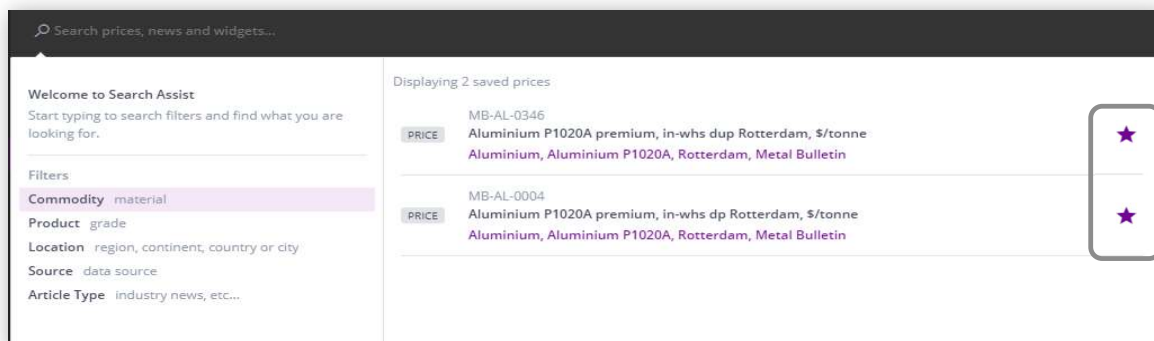 Search prices, news and widgets...
Welcome to Search Assist
Start typing to search filters and find what you are
looking for.
Filters
Commodity material
Product grade
Location region, continent, country or city
Source data source
Article Type industry news, etc...
Displaying 2 saved prices
MB-AL-0346
PRICE Aluminium P1020A premium, in-whs dup Rotterdam, $/tonne
Aluminium, Aluminium P1020A, Rotterdam, Metal Bulletin
MB-AL-0004
PRICE Aluminium P1020A premium, in-whs dp Rotterdam, $/tonne
Aluminium, Aluminium P1020A, Rotterdam, Metal Bulletin